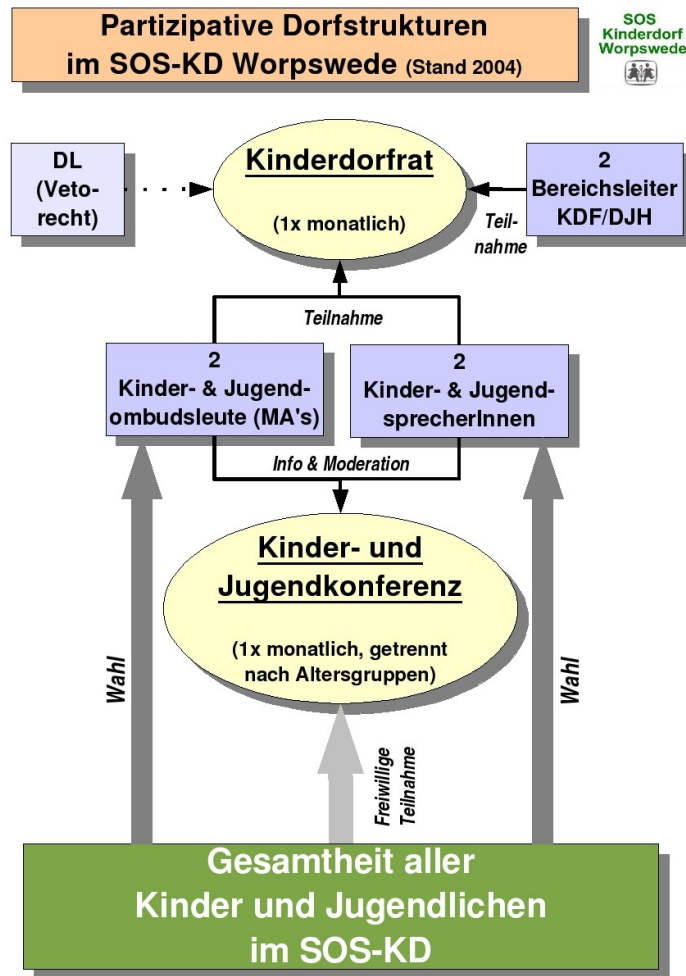 Partizipative Dorfstrukturen
im SOS-KD Worpswede (Stand 2004)
SOS
Kinderdorf
Worpswede
DL
(Veto-
recht)
Kinderdorfrat
(1x monatlich)
2
Bereichsleiter
KDF/DJH
Teil-
nahme
Teilnahme
2
Kinder- & Jugend-
ombudsleute (MA's)
2
Kinder- & Jugend-
sprecherInnen
Info & Moderation
Kinder- und
Jugendkonferenz
(1x monatlich, getrennt
nach Altersgruppen)
Wahl
Wahl
Freiwillige
Teilnahme
Gesamtheit aller
Kinder und Jugendlichen
im SOS-KD